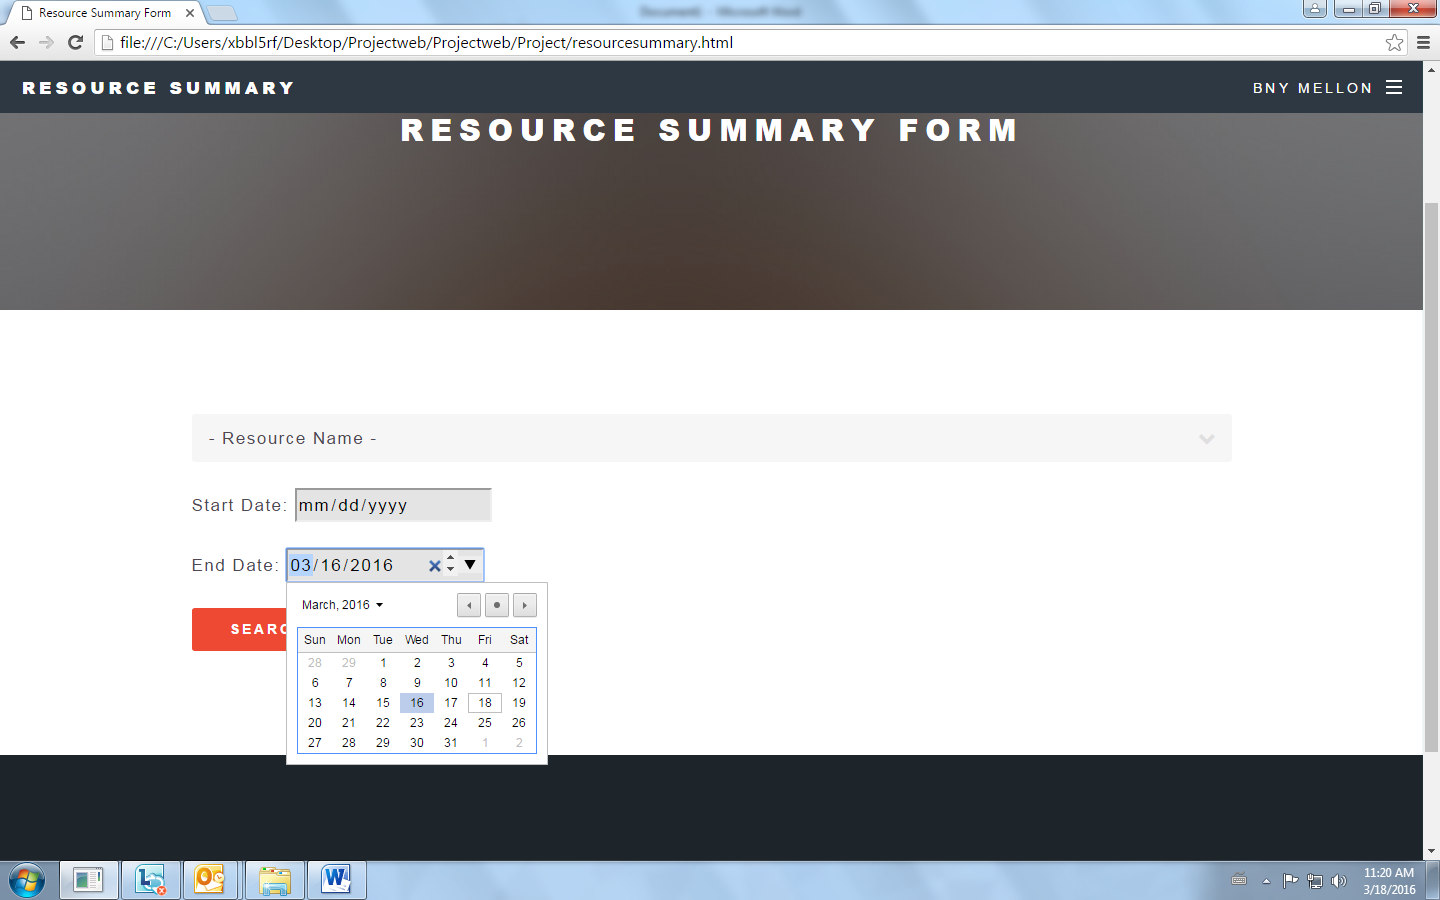 Document1 - Microsoft Word
Resource Summary Form
file:///C:/Users/xbbl5rf/Desktop/Projectweb/Projectweb/Project/resourcesummary.html
RESOURCE SUMMARY
BNY MELLON
RESOURCE SUMMARY FORM
- Resource Name -
Start Date: mm/dd/yyyy
End Date: 03/16/2016
March, 2016
SEARC
Sun Mon Tue Wed Thu Fri Sat
28 29 1 2 3 4 5
6 7 8 9 10 11 12
13 14 15 16 17 18 19
20 21 22 23 24 25 26
27 28 29 30 31 1 2
11:20 AM
3/18/2016